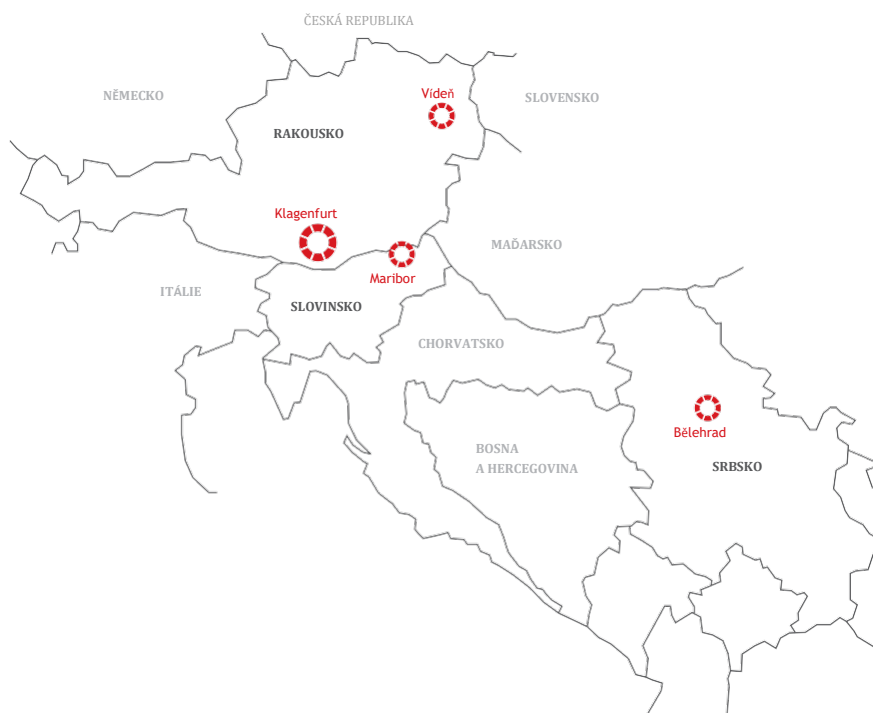 ČESKÁ REPUBLIKA
NĚMECKO
Vídeň
SLOVENSKO
RAKOUSKO
Klagenfurt
MAĎARSKO
Maribor
ITÁLIE
SLOVINSKO
CHORVATSKO
Bělehrad
BOSNA
A HERCEGOVINA
SRBSKO